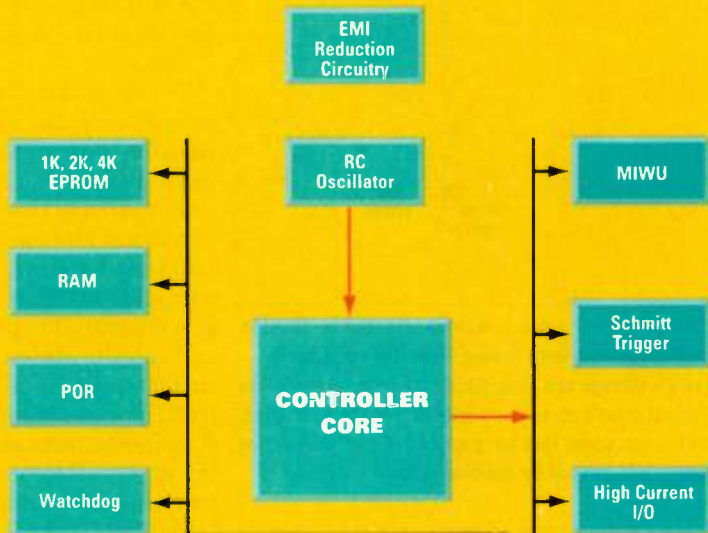 EMI
Reduction
Circuitry
1K, 2K, 4K
EPROM
RC
Oscillator
MIWU
RAM
Schmitt
Trigger
POR
CONTROLLER
CORE
Watchdog
High Current
I/O